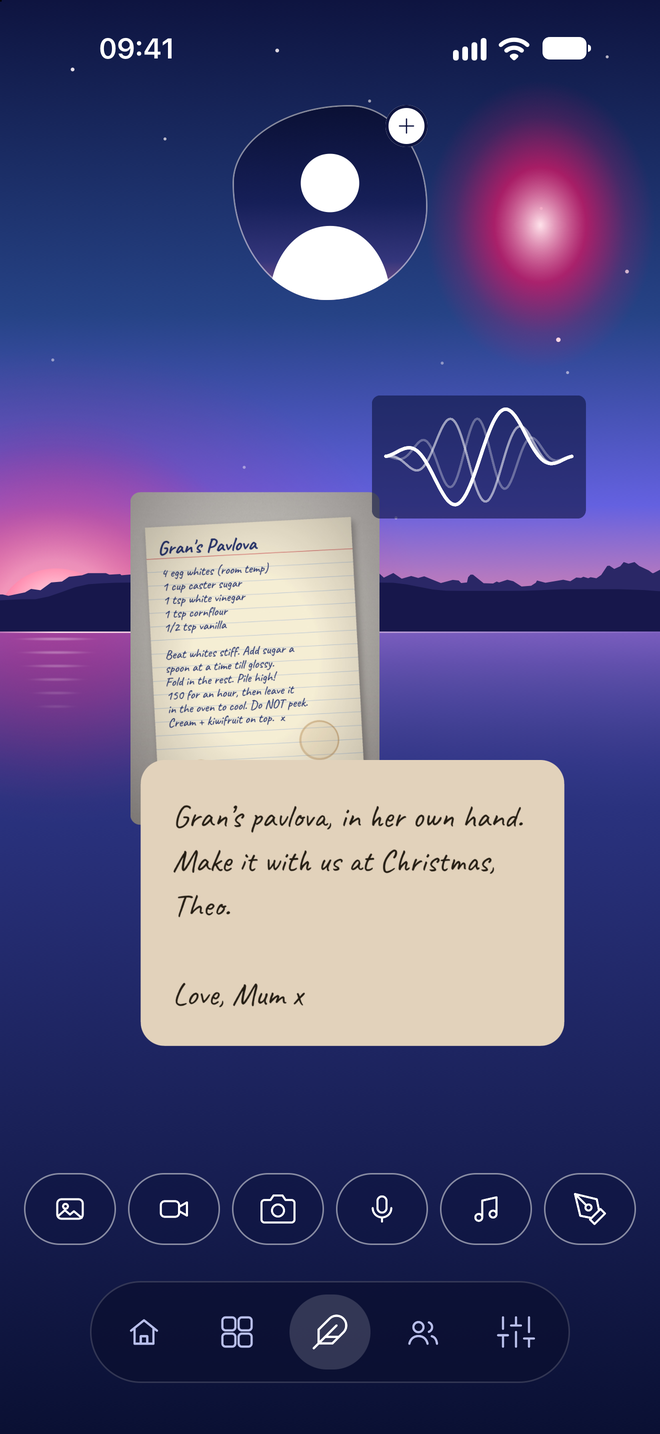 09:41
Gran's Pavlova
4 egg whites (room temp)
1 cup caster sugar
1 tsp white vinegar
1 tsp cornflour
1/2 tsp vanilla
Beat whites stiff. Add sugar a
spoon at a time till glossy.
Fold in the rest. Pile high!
150 for an hour, then leave it
in the oven to cool. Do NOT peek.
Cream + kiwifruit on top. x
Gran's pavlova, in her own hand.
Make it with us at Christmas,
Theo.
Love, Mum x